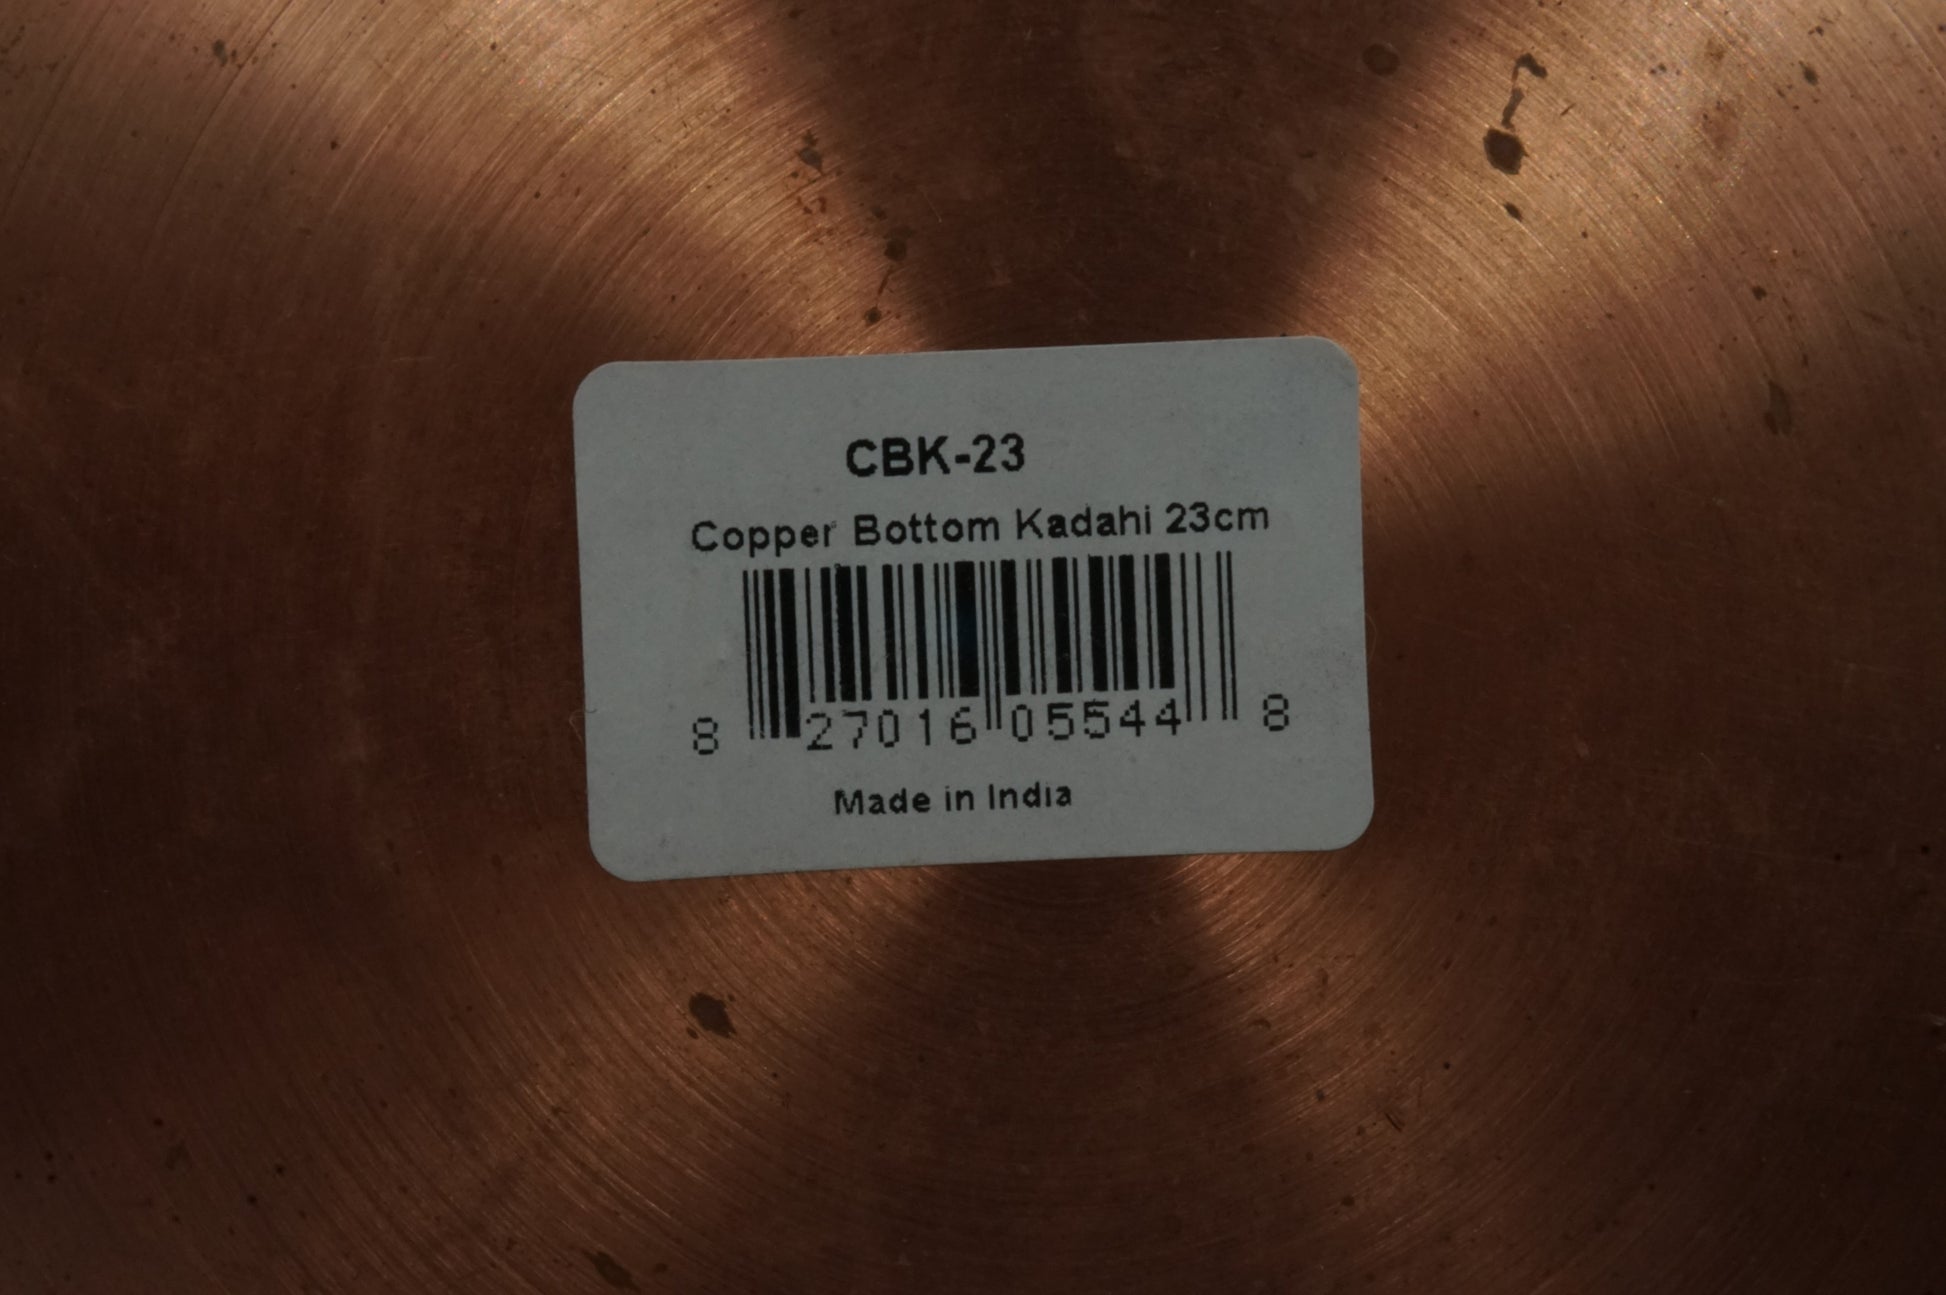 CBK-23
Copper Bottom Kadahi 23cm
8 27016 05544 8
Made in India